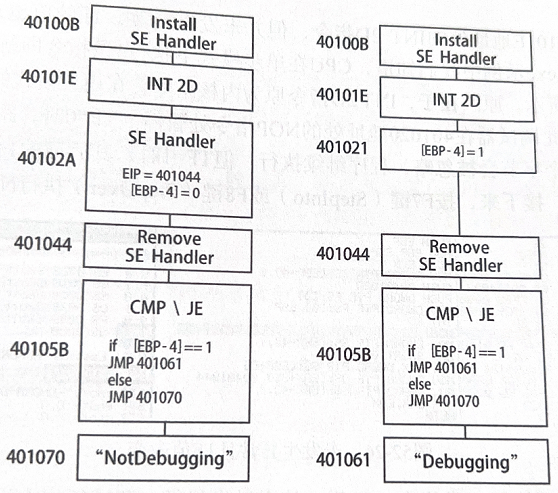 40100B
Install
SE Handler
40101E
INT 2D
40102A
SE Handler
EIP = 401044
[EBP-4] = 0
401044
Remove
SE Handler
40105B
CMP \ JE
if [EBP-4] == 1
JMP 401061
else
JMP 401070
401070
"NotDebugging"
40100B
Install
SE Handler
40101E
INT 2D
401021
[EBP-4] = 1
401044
Remove
SE Handler
40105B
CMP \ JE
if [EBP-4] == 1
JMP 401061
else
JMP 401070
401061
"Debugging"